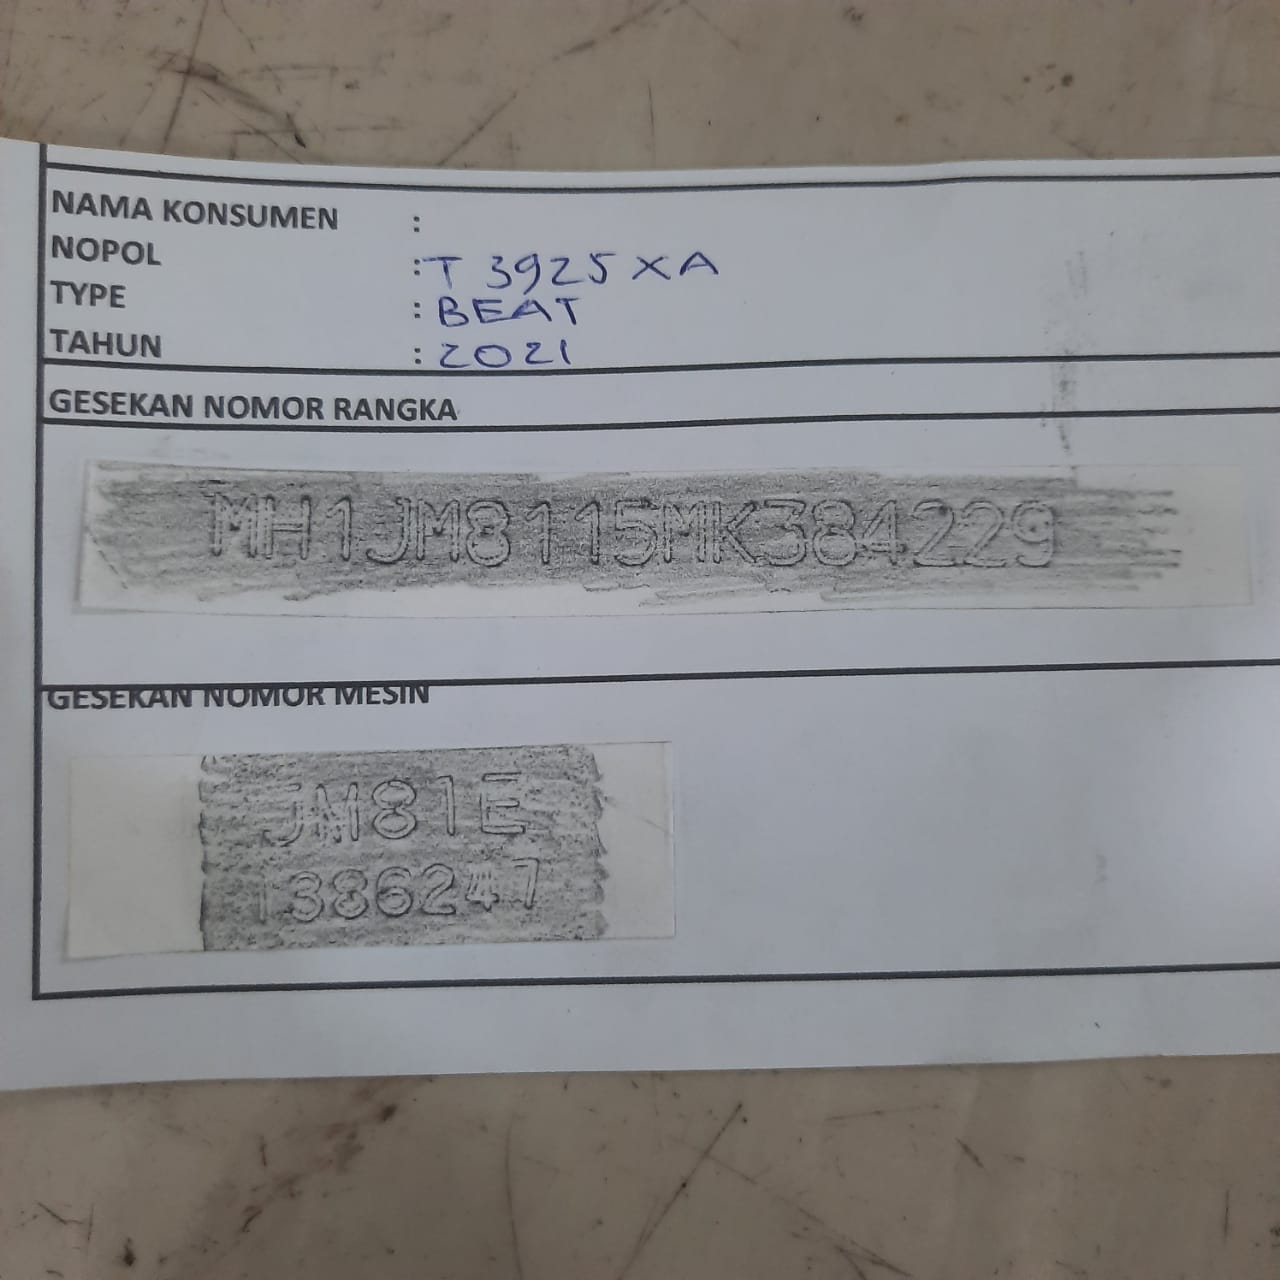 NAMA KONSUMEN :
NOPOL : T 3925 XA
TYPE : BEAT
TAHUN : 2021
GESEKAN NOMOR RANGKA
MH1JM8115MK384229
GESEKAN NOMOR MESIN
JM81E
1386247